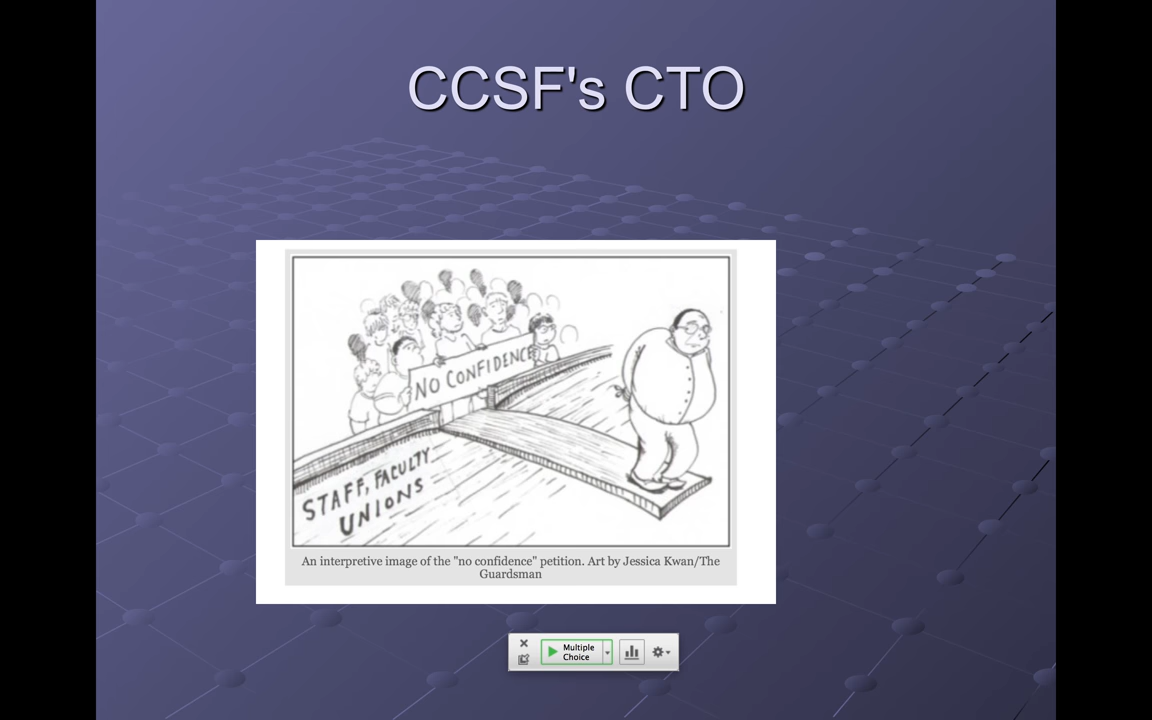 CCSF's CTO
NO CONFIDENCE
STAFF, FACULTY
UNIONS
An interpretive image of the "no confidence" petition. Art by Jessica Kwan/The
Guardsman
Multiple
Choice